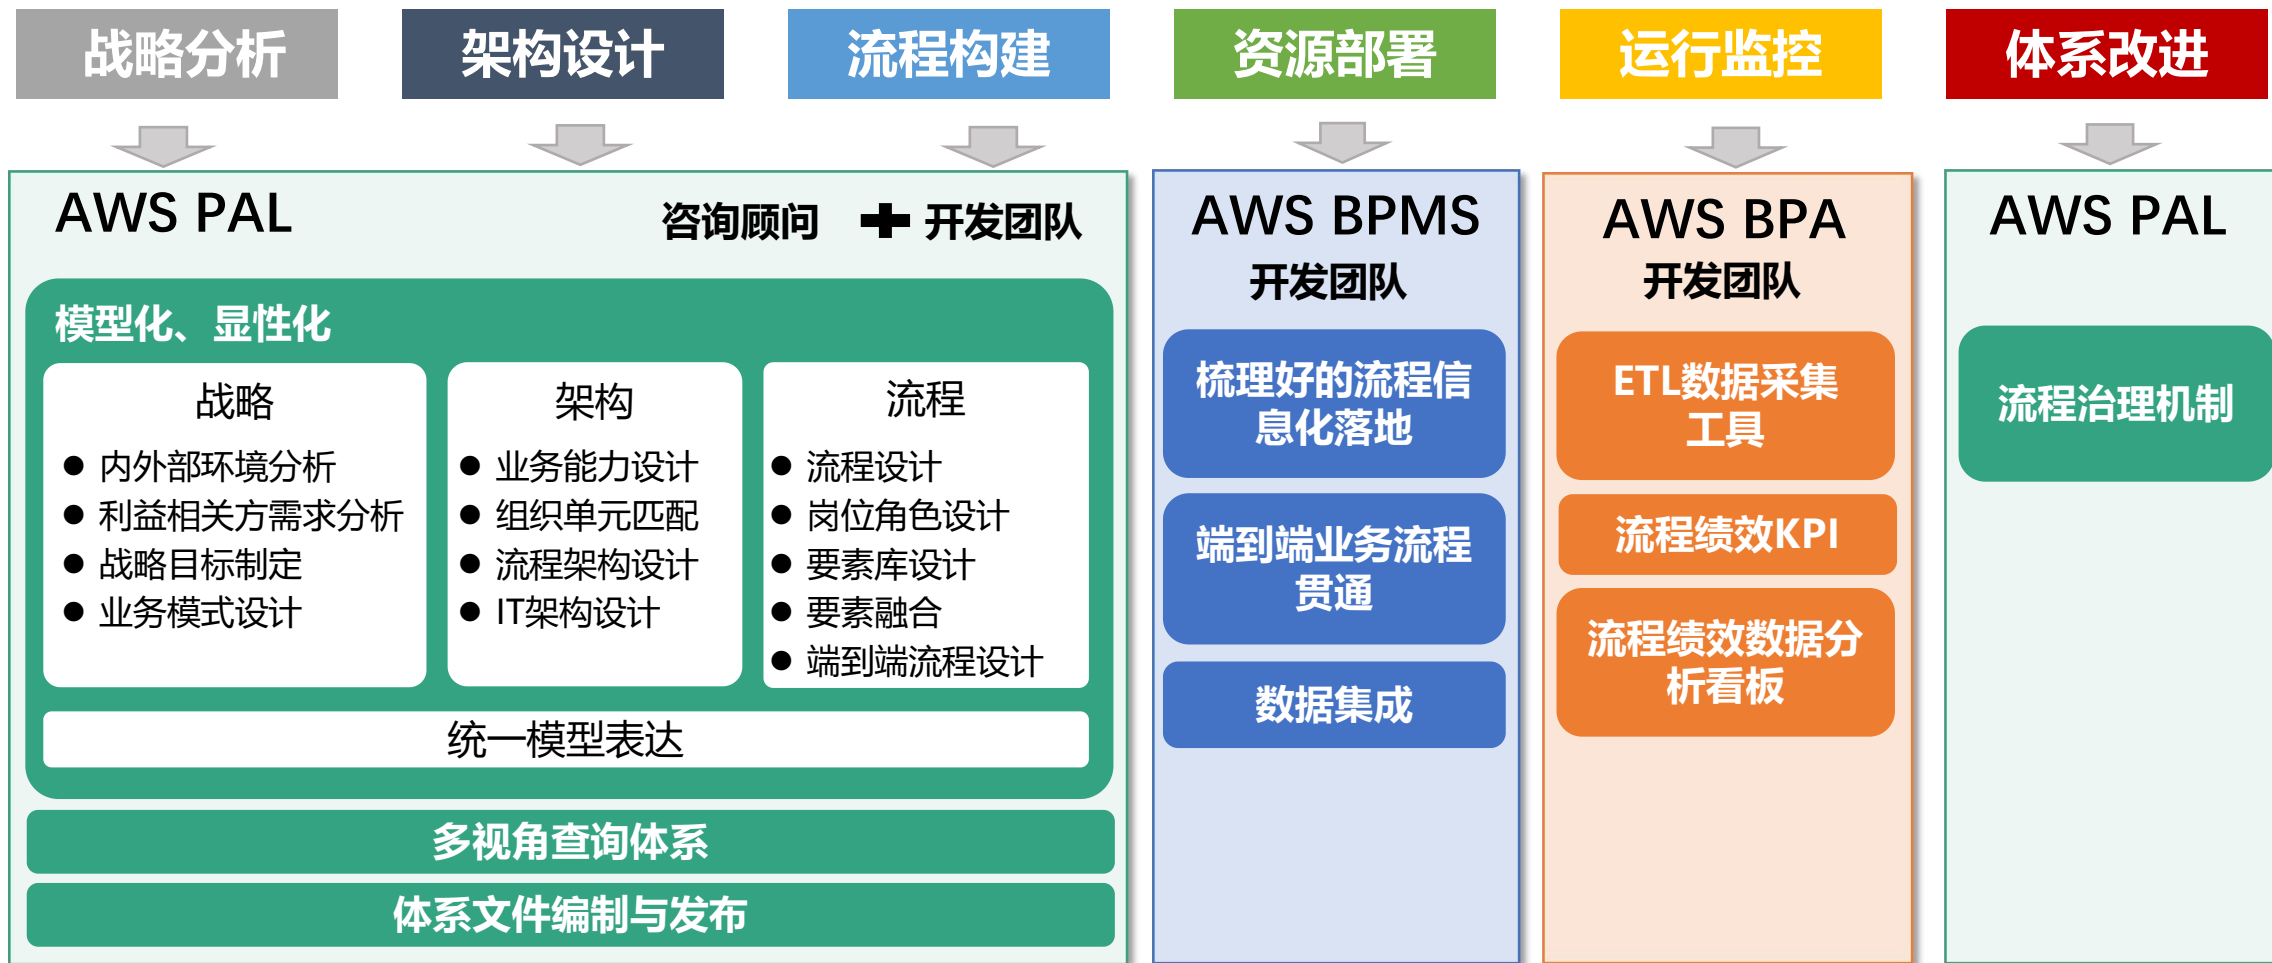 战略分析
架构设计
流程构建
资源部署
运行监控
体系改进
AWS PAL
咨询顾问
开发团队
模型化、显性化
战略
内外部环境分析
利益相关方需求分析
战略目标制定
业务模式设计
架构
业务能力设计
组织单元匹配
流程架构设计
IT架构设计
流程
流程设计
岗位角色设计
要素库设计
要素融合
端到端流程设计
统一模型表达
多视角查询体系
体系文件编制与发布
AWS BPMS
开发团队
梳理好的流程信
息化落地
端到端业务流程
贯通
数据集成
AWS BPA
开发团队
ETL数据采集
工具
流程绩效KPI
流程绩效数据分
析看板
AWS PAL
流程治理机制